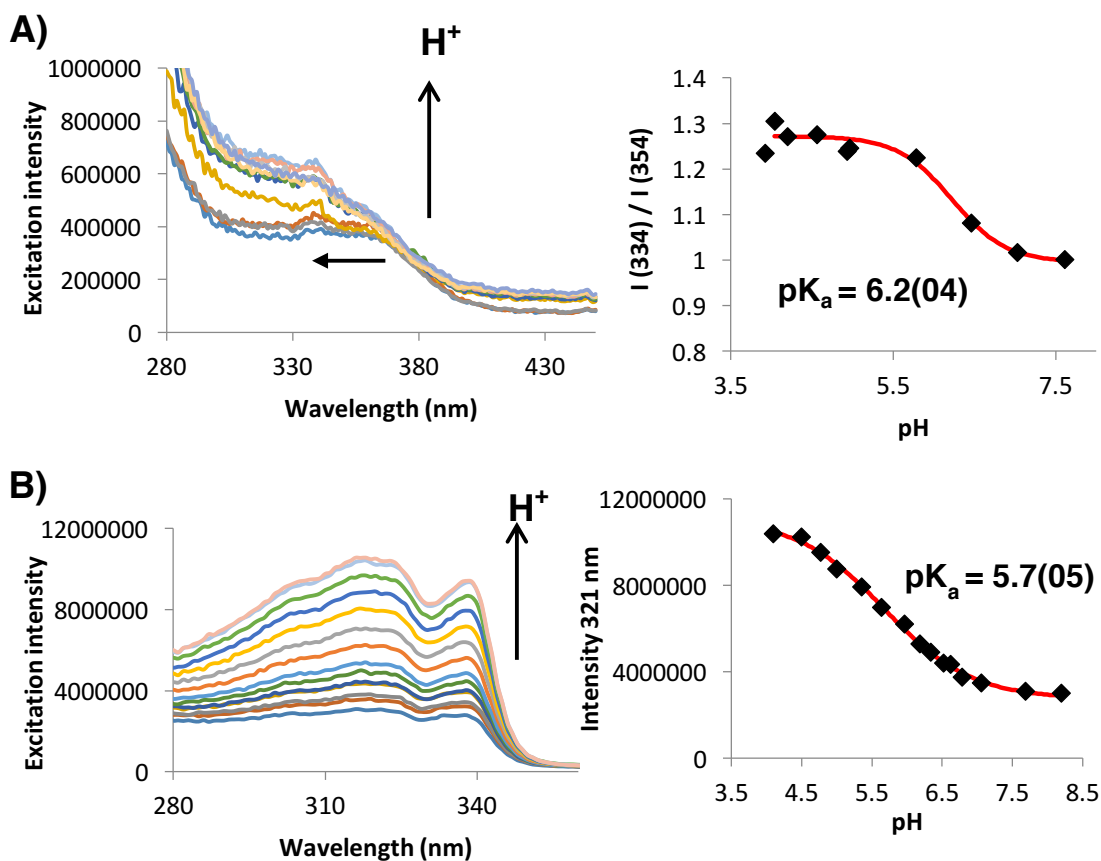 A)
H⁺
Excitation intensity
1000000
800000
600000
400000
200000
0
280
330
380
430
Wavelength (nm)
I (334) / I (354)
1.4
1.3
1.2
1.1
1
0.9
0.8
pKₐ = 6.2(04)
3.5
5.5
7.5
pH
B)
H⁺
Excitation intensity
12000000
8000000
4000000
0
280
310
340
Wavelength (nm)
Intensity 321 nm
12000000
8000000
4000000
0
pKₐ = 5.7(05)
3.5
4.5
5.5
6.5
7.5
8.5
pH